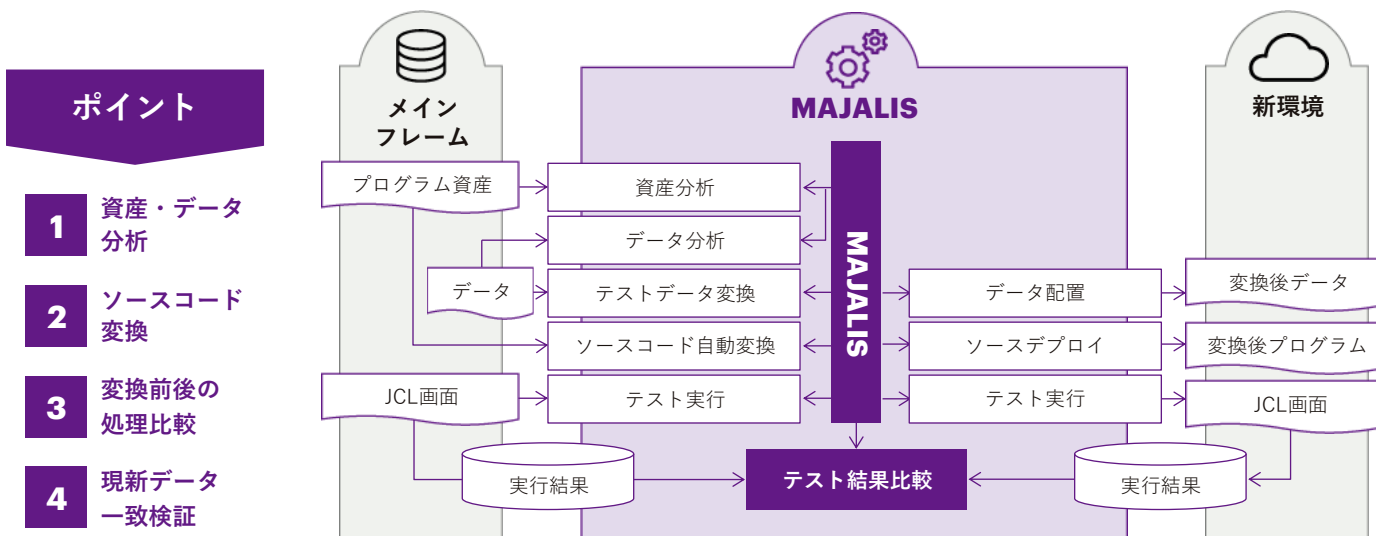 ポイント
1
資産・データ
分析
2
ソースコード
変換
3
変換前後の
処理比較
4
現新データ
一致検証
メイン
フレーム
MAJALIS
新環境
プログラム資産
資産分析
データ分析
データ
テストデータ変換
データ配置
変換後データ
ソースコード自動変換
ソースデプロイ
変換後プログラム
JCL画面
テスト実行
テスト実行
JCL画面
MAJALIS
実行結果
テスト結果比較
実行結果